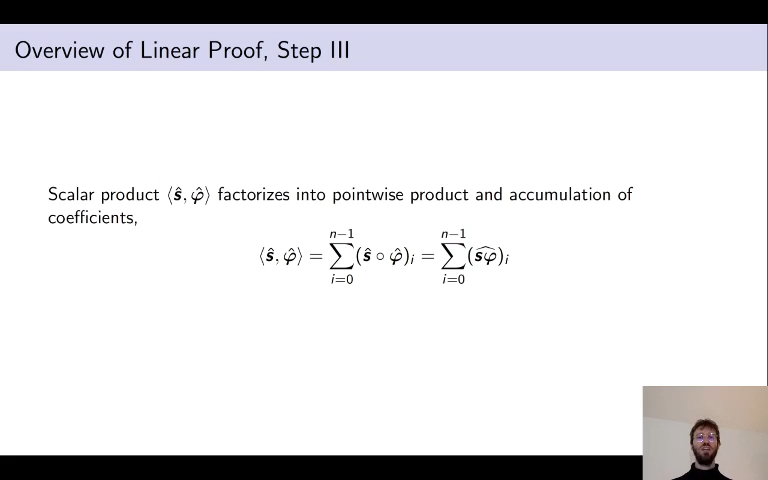 Overview of Linear Proof, Step III
Scalar product ⟨ŝ, φ̂⟩ factorizes into pointwise product and accumulation of
coefficients,
⟨ŝ, φ̂⟩ = ∑_{i=0}^{n−1} (ŝ ∘ φ̂)_i = ∑_{i=0}^{n−1} (\widehat{sφ})_i